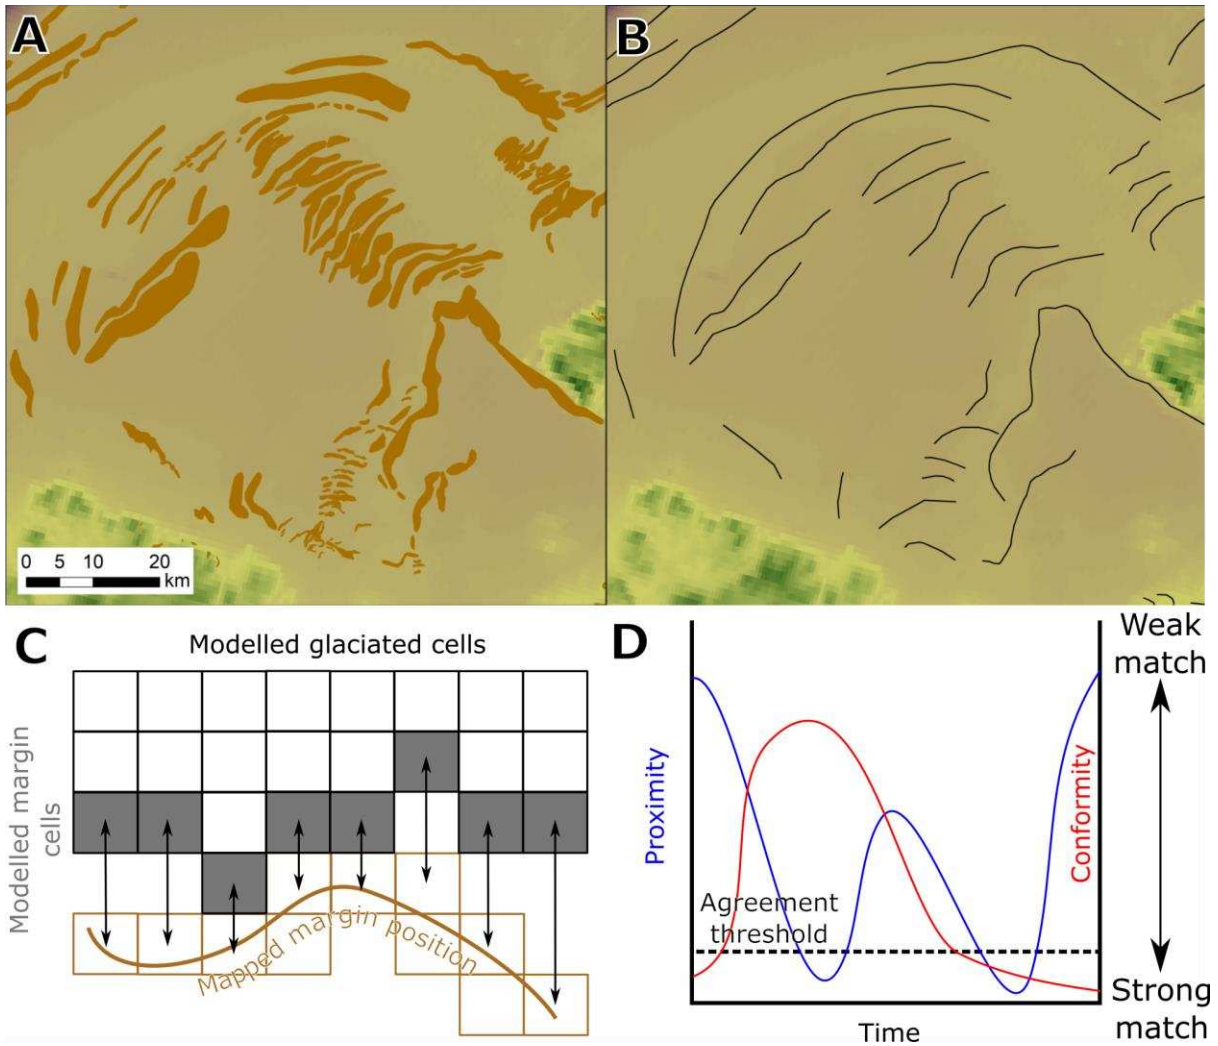 A
B
0 5 10 20
km
C
Modelled glaciated cells
Modelled margin
cells
Mapped margin position
D
Proximity
Agreement
threshold
Conformity
Time
Weak
match
Strong
match